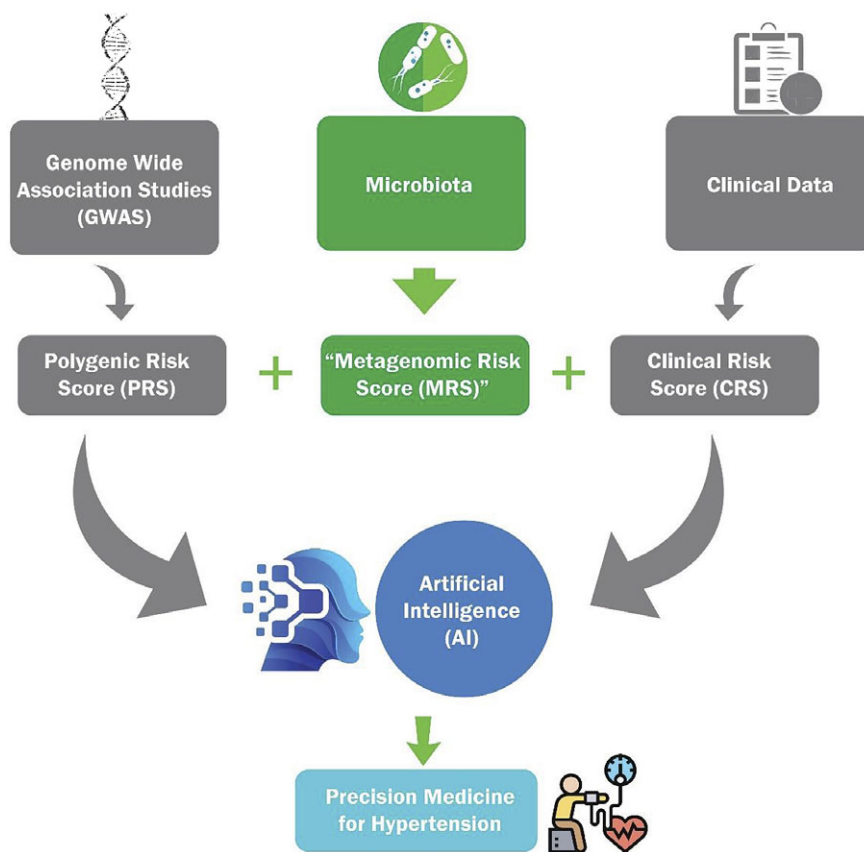 Genome Wide
Association Studies
(GWAS)
Microbiota
Clinical Data
Polygenic Risk
Score (PRS)
+
“Metagenomic Risk
Score (MRS)”
+
Clinical Risk
Score (CRS)
Artificial
Intelligence
(AI)
Precision Medicine
for Hypertension